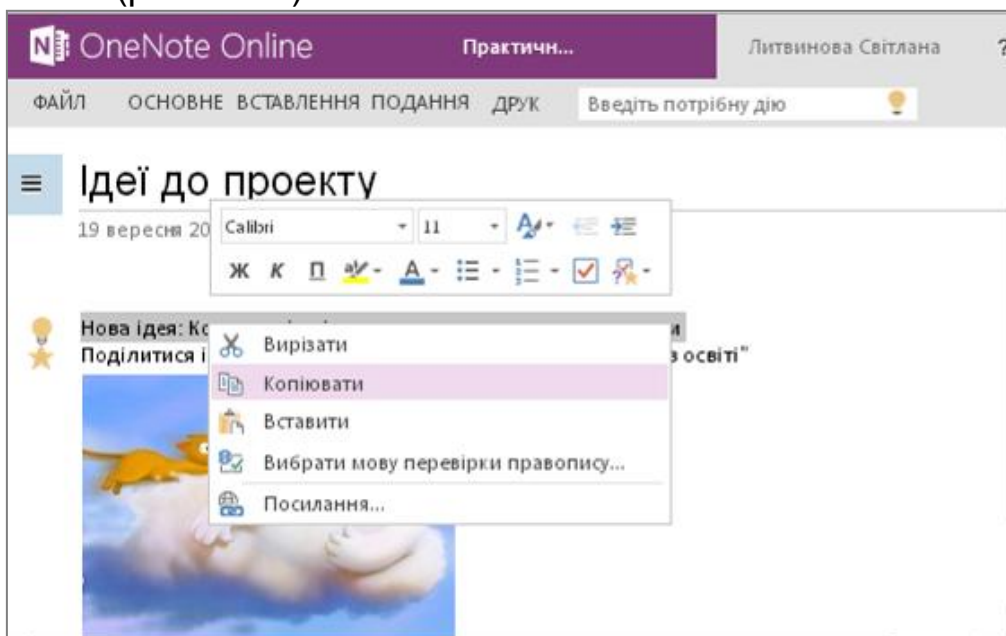 OneNote Online Практичн... Литвинова Світлана ?
ФАЙЛ ОСНОВНЕ ВСТАВЛЕННЯ ПОДАННЯ ДРУК Введіть потрібну дію
Ідеї до проекту
19 вересня 20
Calibri 11
Ж К П
Нова ідея:
Поділитися в освіті"
Вирізати
Копіювати
Вставити
Вибрати мову перевірки правопису...
Посилання...